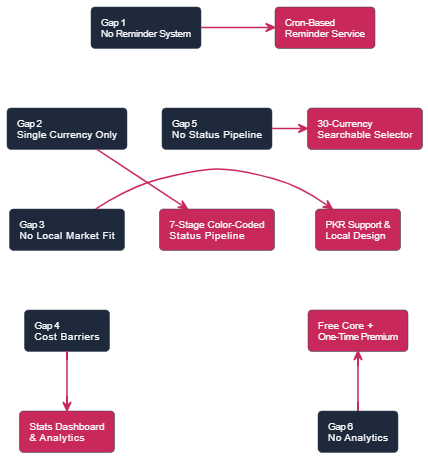 Gap 1
No Reminder System
Cron-Based
Reminder Service
Gap 2
Single Currency Only
Gap 5
No Status Pipeline
30-Currency
Searchable Selector
Gap 3
No Local Market Fit
7-Stage Color-Coded
Status Pipeline
PKR Support &
Local Design
Gap 4
Cost Barriers
Free Core +
One-Time Premium
Stats Dashboard
& Analytics
Gap 6
No Analytics